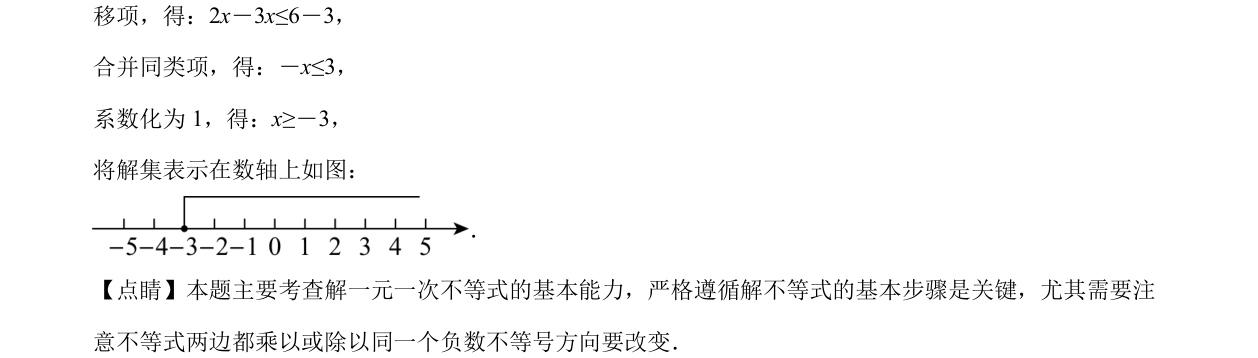 移项，得：2x－3x≤6－3，
合并同类项，得：－x≤3，
系数化为 1，得：x≥－3，
将解集表示在数轴上如图：
−5−4−3−2−1 0 1 2 3 4 5 .
【点睛】本题主要考查解一元一次不等式的基本能力，严格遵循解不等式的基本步骤是关键，尤其需要注
意不等式两边都乘以或除以同一个负数不等号方向要改变．